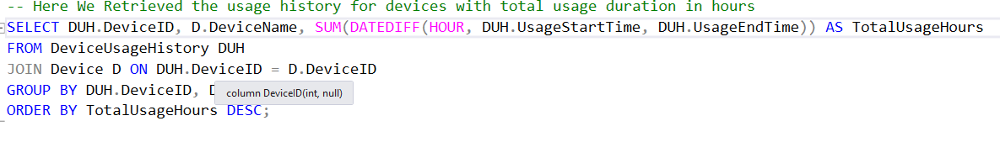 -- Here We Retrieved the usage history for devices with total usage duration in hours
SELECT DUH.DeviceID, D.DeviceName, SUM(DATEDIFF(HOUR, DUH.UsageStartTime, DUH.UsageEndTime)) AS TotalUsageHours
FROM DeviceUsageHistory DUH
JOIN Device D ON DUH.DeviceID = D.DeviceID
GROUP BY DUH.DeviceID,
column DeviceID(int, null)
ORDER BY TotalUsageHours DESC;